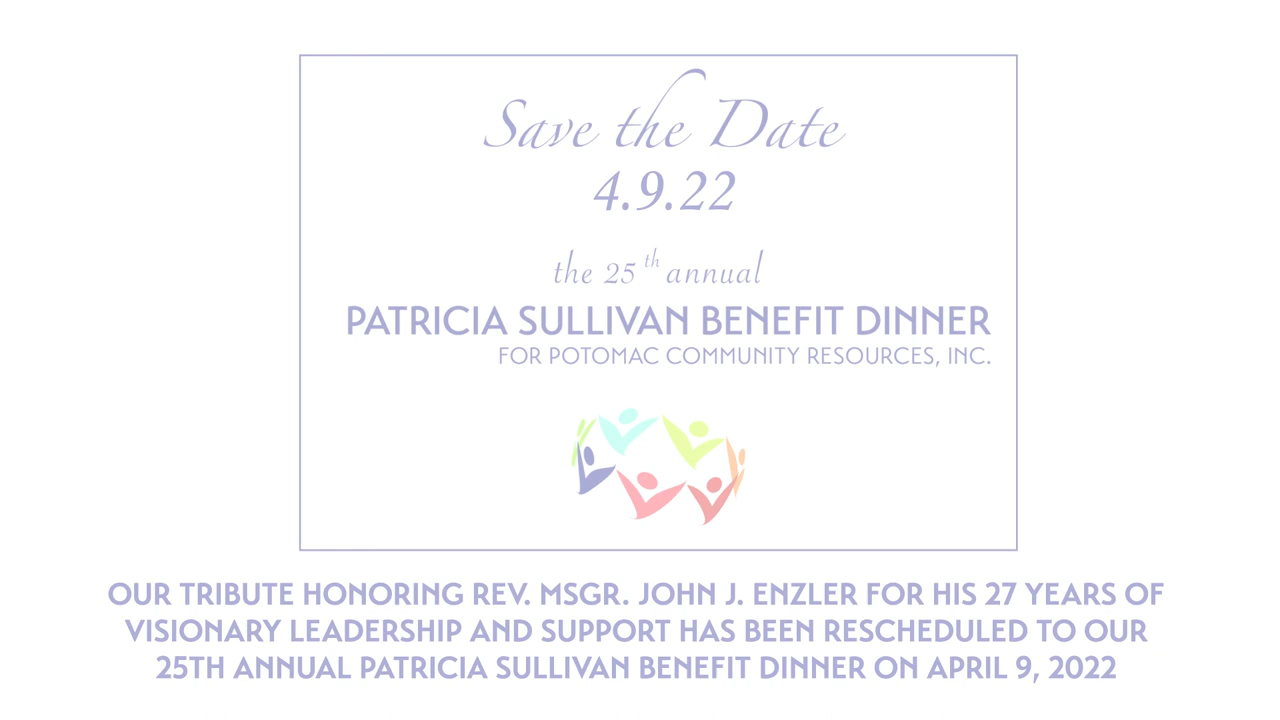 Save the Date
4.9.22
the 25th annual
PATRICIA SULLIVAN BENEFIT DINNER
FOR POTOMAC COMMUNITY RESOURCES, INC.
OUR TRIBUTE HONORING REV. MSGR. JOHN J. ENZLER FOR HIS 27 YEARS OF
VISIONARY LEADERSHIP AND SUPPORT HAS BEEN RESCHEDULED TO OUR
25TH ANNUAL PATRICIA SULLIVAN BENEFIT DINNER ON APRIL 9, 2022